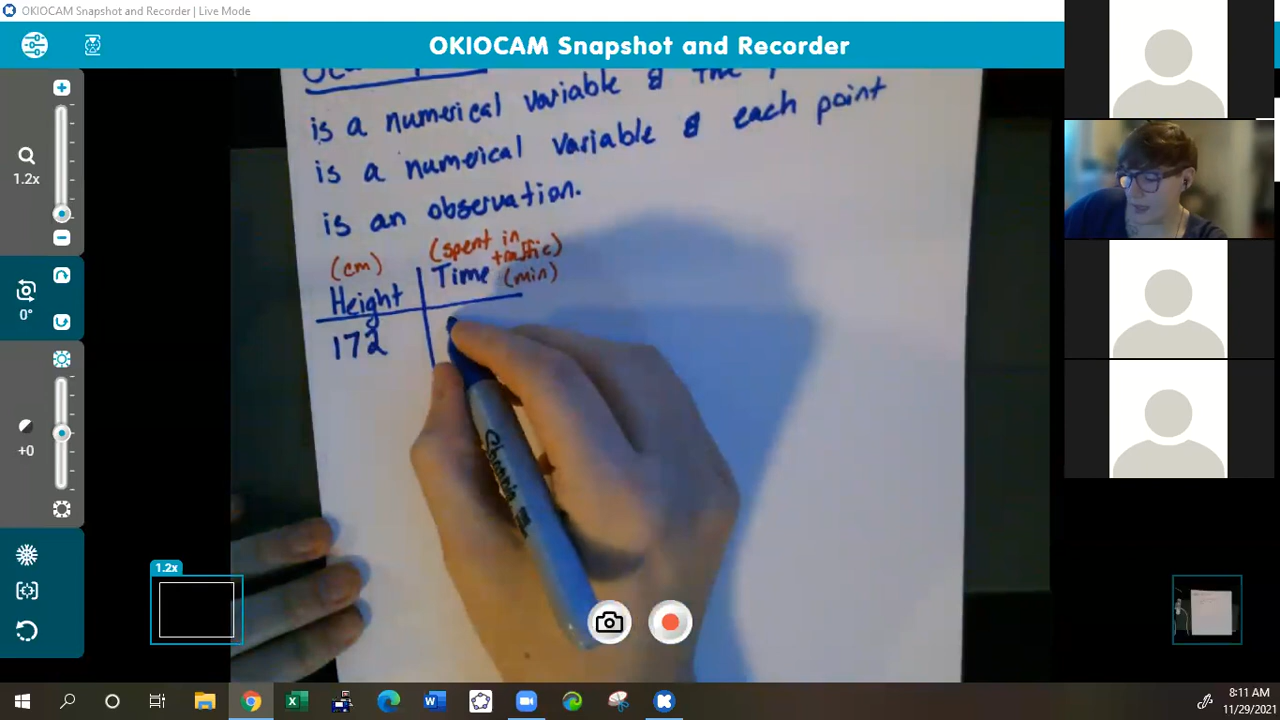 OKIOCAM Snapshot and Recorder | Live Mode
OKIOCAM Snapshot and Recorder
is a numerical variable & the
is a numerical variable & each point
is an observation.
(cm)
(spent in traffic)
Height
Time (min)
172
1.2x
0°
+0
1.2x
Sharpie
8:11 AM
11/29/2021